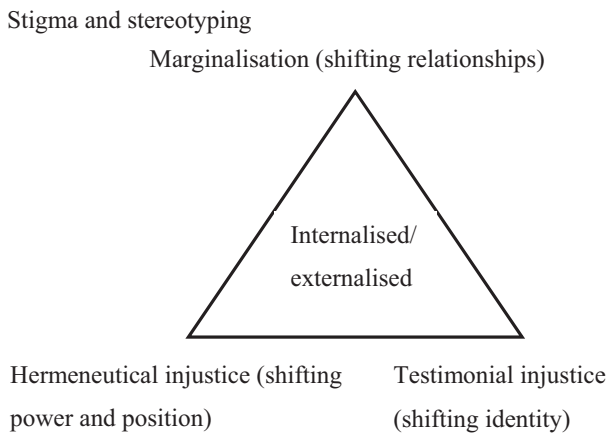 Stigma and stereotyping
Marginalisation (shifting relationships)
Internalised/
externalised
Hermeneutical injustice (shifting
power and position)
Testimonial injustice
(shifting identity)